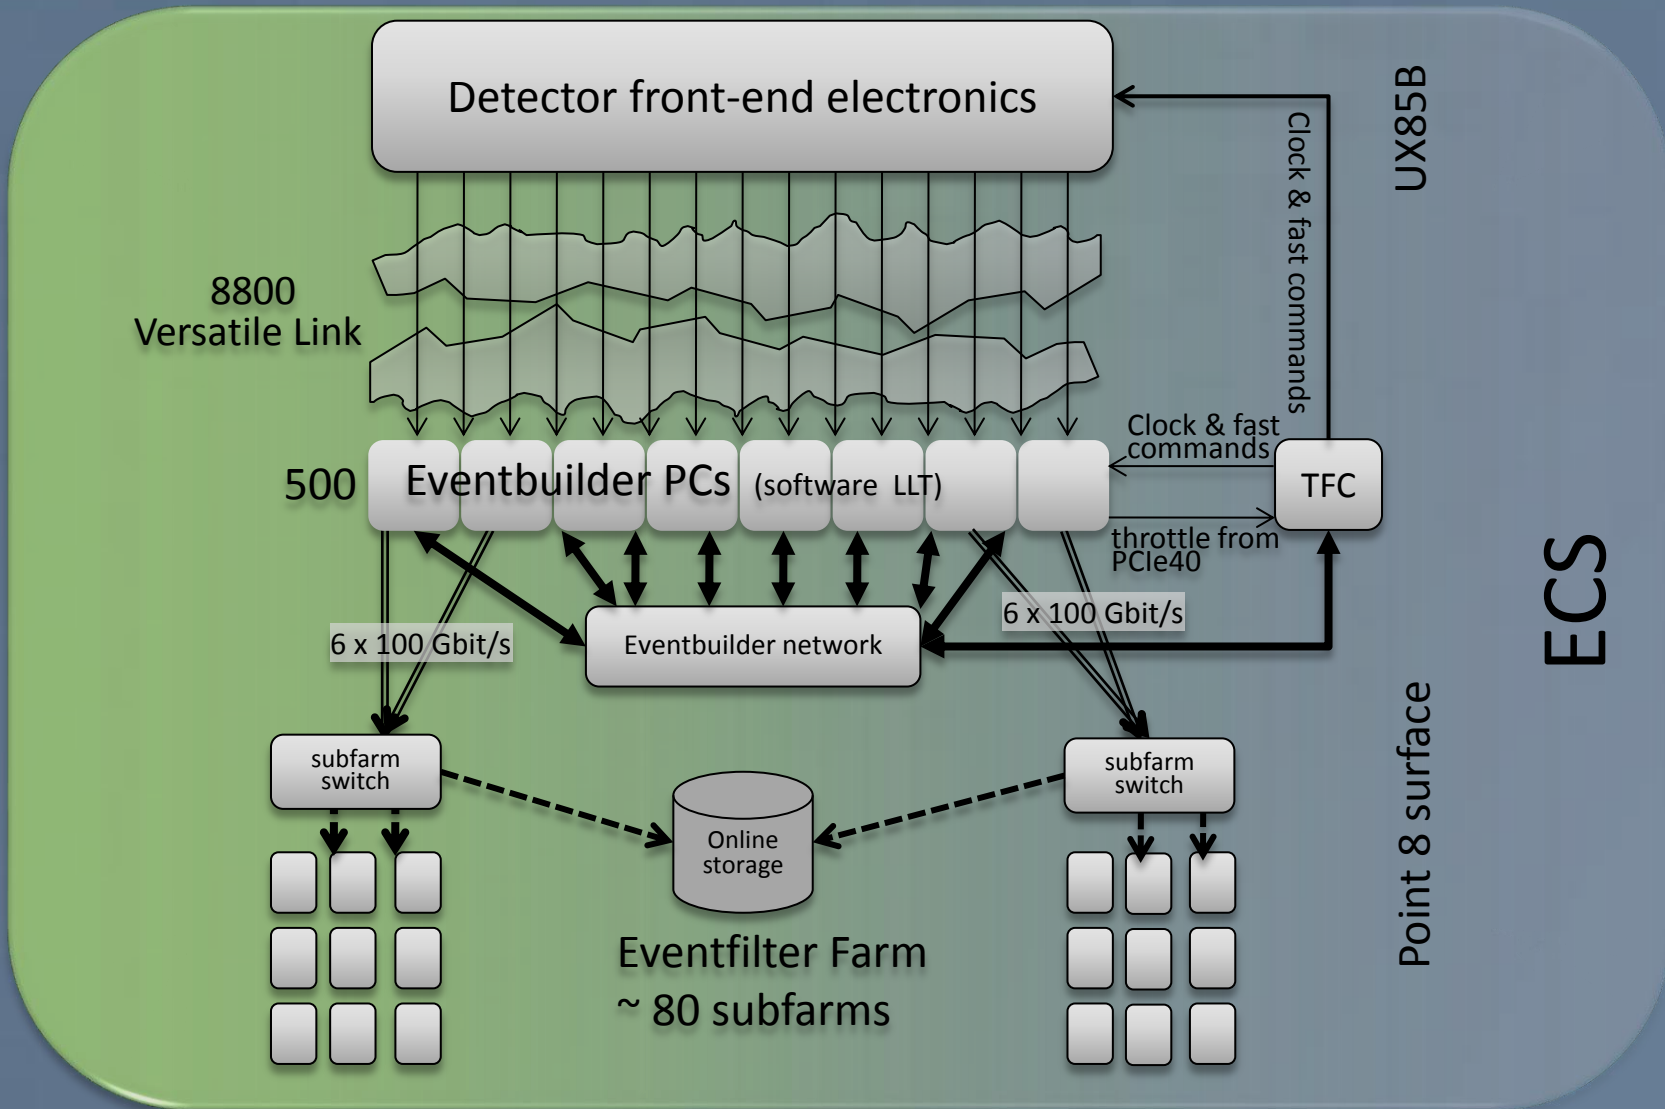 Detector front-end electronics
UX85B
Clock & fast commands
8800
Versatile Link
Clock & fast
commands
500
Eventbuilder PCs (software LLT)
TFC
throttle from
PCIe40
ECS
6 x 100 Gbit/s
Eventbuilder network
6 x 100 Gbit/s
subfarm
switch
subfarm
switch
Point 8 surface
Online
storage
Eventfilter Farm
~ 80 subfarms